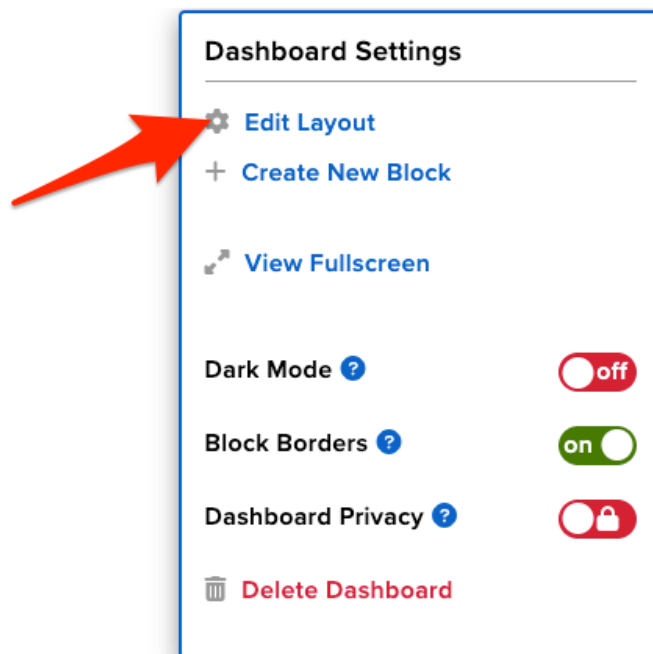 Dashboard Settings
Edit Layout
+ Create New Block
View Fullscreen
Dark Mode ? off
Block Borders ? on
Dashboard Privacy ?
Delete Dashboard